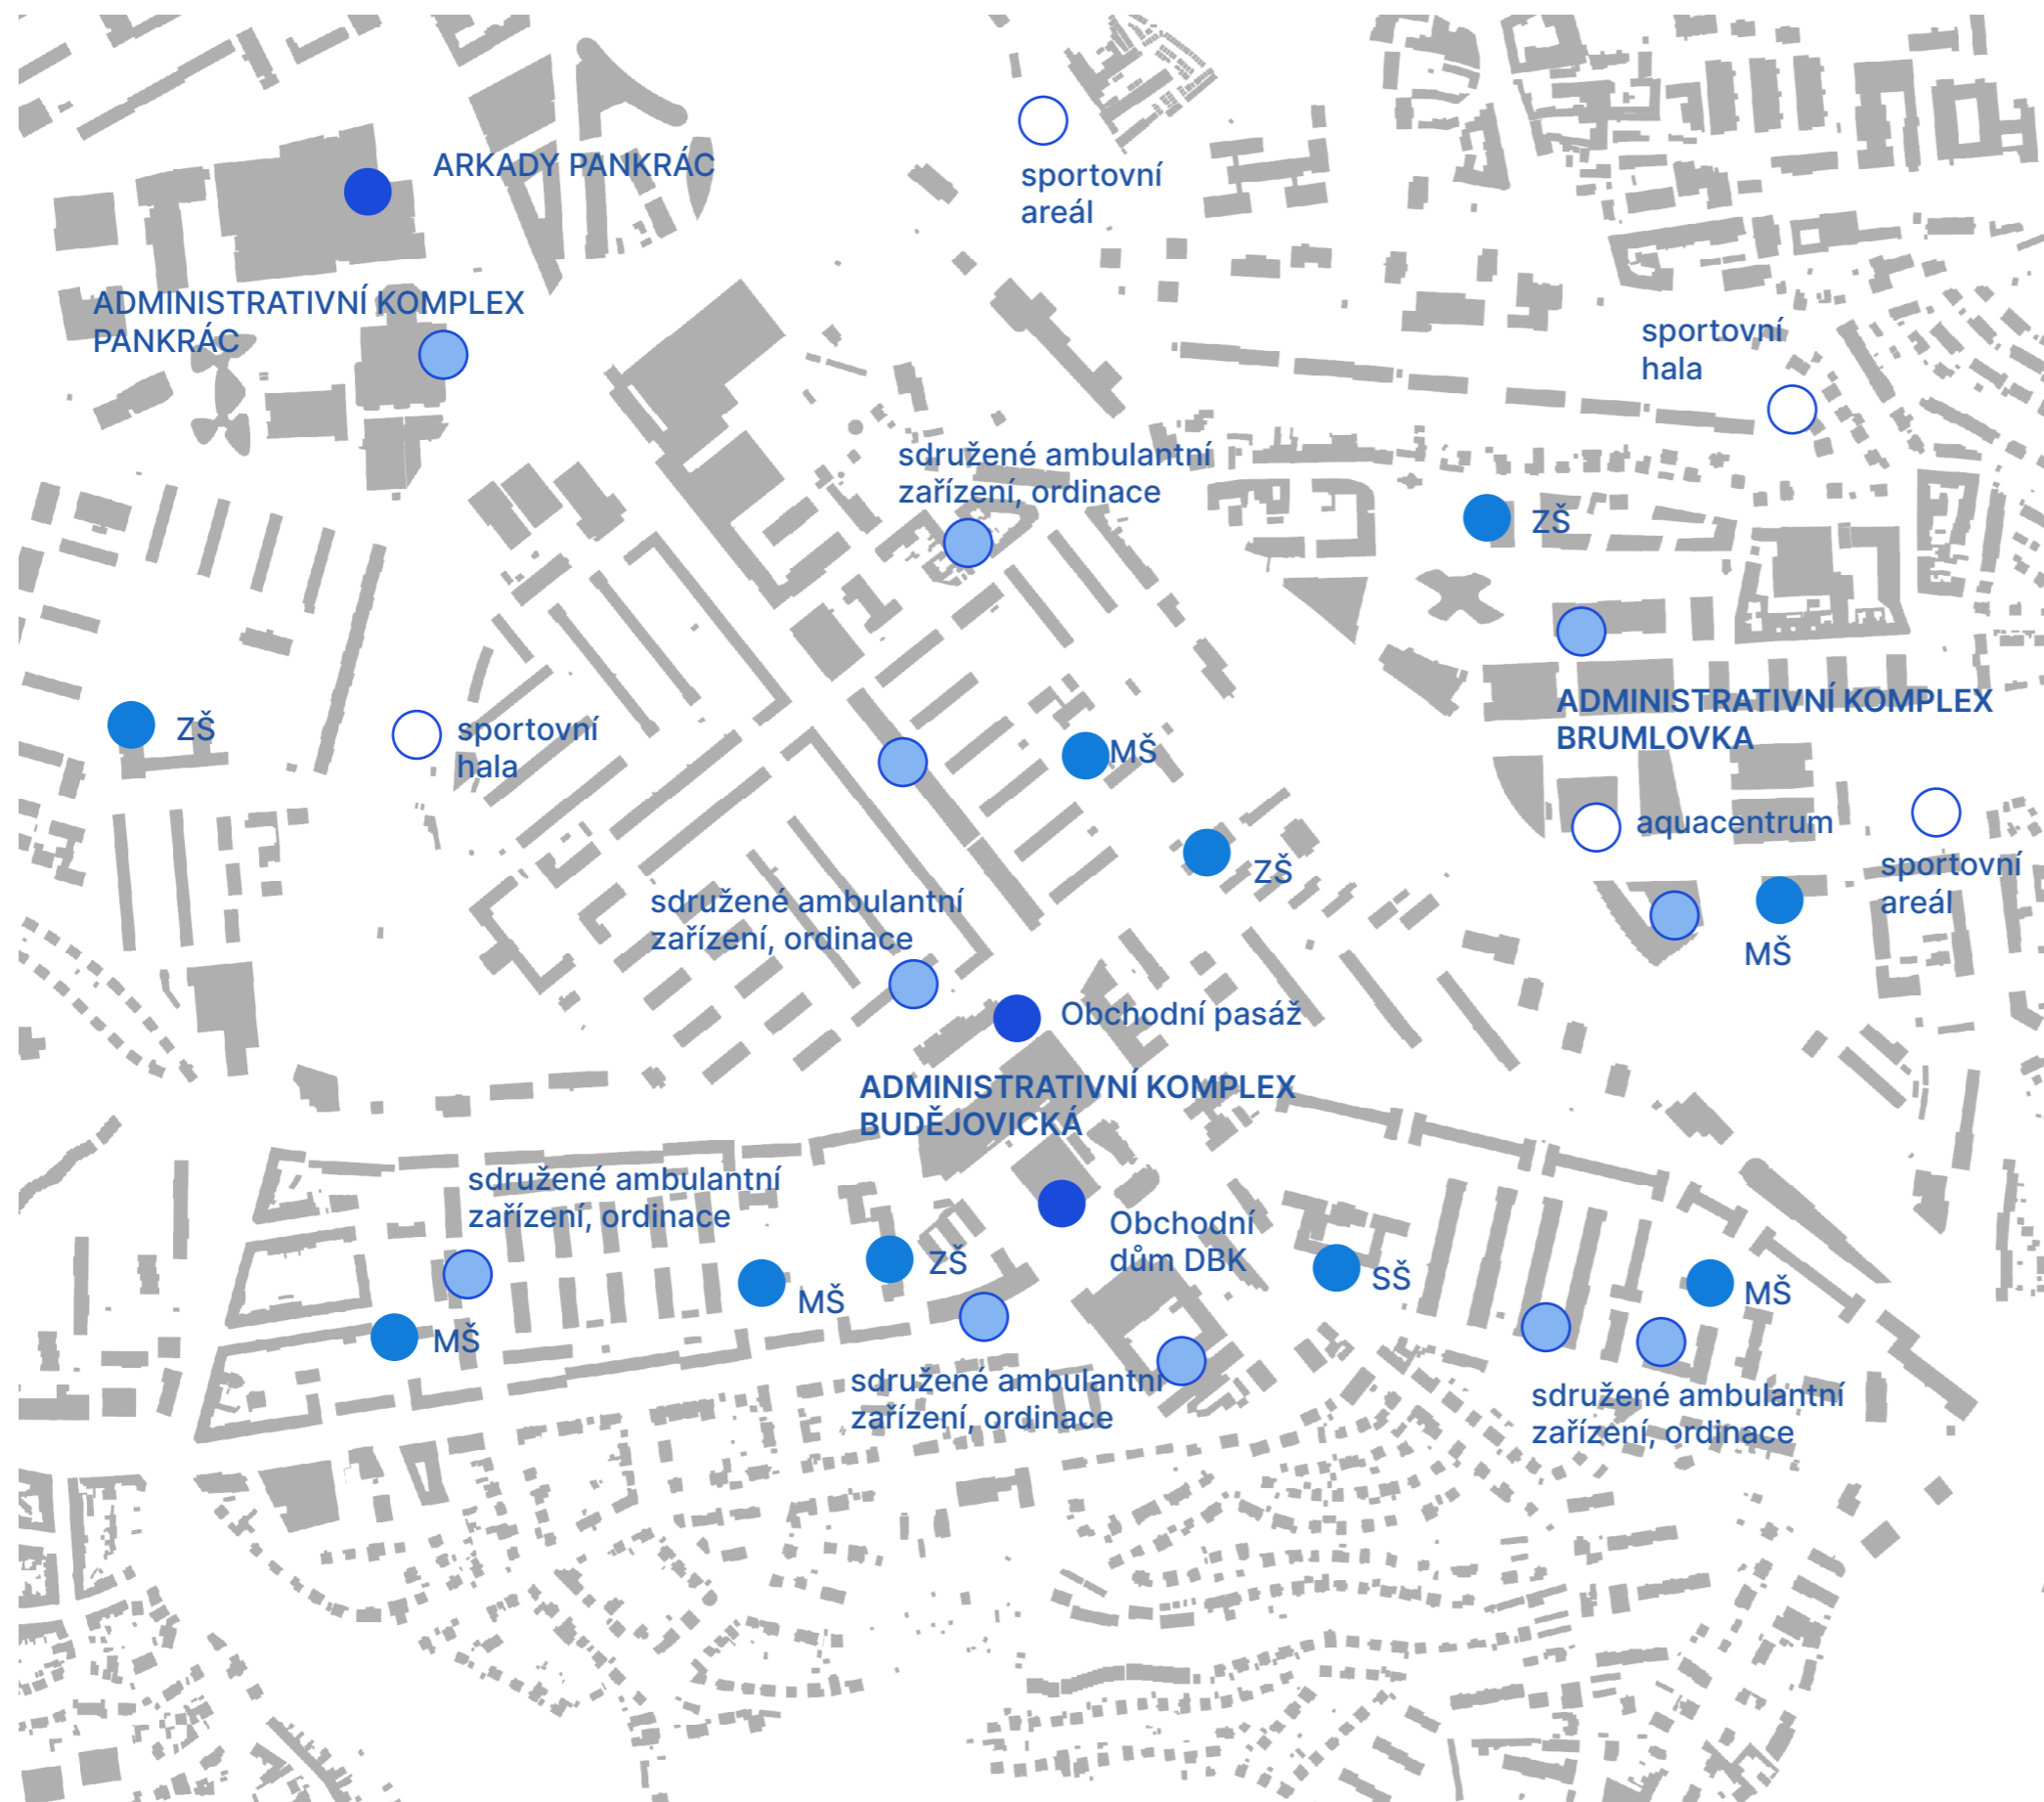 ARKADY PANKRÁC
sportovní
areál
ADMINISTRATIVNÍ KOMPLEX
PANKRÁC
sportovní
hala
sdružené ambulantní
zařízení, ordinace
ZŠ
ADMINISTRATIVNÍ KOMPLEX
BRUMLOVKA
ZŠ
sportovní
hala
MŠ
aquacentrum
ZŠ
sportovní
areál
sdružené ambulantní
zařízení, ordinace
MŠ
Obchodní pasáž
ADMINISTRATIVNÍ KOMPLEX
BUDĚJOVICKÁ
sdružené ambulantní
zařízení, ordinace
Obchodní
dům DBK
ZŠ
SŠ
MŠ
MŠ
MŠ
sdružené ambulantní
zařízení, ordinace
sdružené ambulantní
zařízení, ordinace